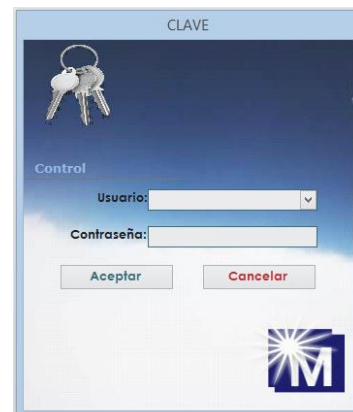 CLAVE
Control
Usuario:
Contraseña:
Aceptar Cancelar
M